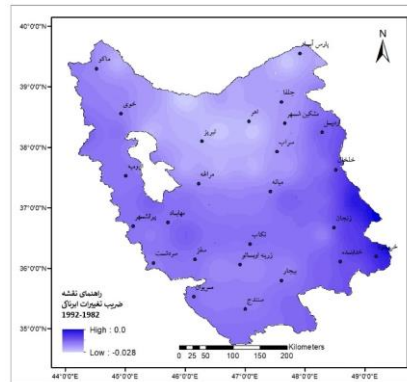 40°0'0"N
39°0'0"N
38°0'0"N
37°0'0"N
36°0'0"N
35°0'0"N
N
پارس آباد
ماکو
جلفا
خوی
اهر
مشکین شهر
اردبیل
تبریز
سراب
خلخال
ارومیه
مراغه
میانه
مهاباد
پیرانشهر
زنجان
تکاب
سردشت
سقز
زرینه اوباتو
خدابنده
مریوان
بیجار
سنندج
راهنمای نقشه
ضریب تغییرات ابرناکی
1992-1982
High : 0.0
Low : -0.028
Kilometers
0 25 50 100 150 200
44°0'0"E
45°0'0"E
46°0'0"E
47°0'0"E
48°0'0"E
49°0'0"E